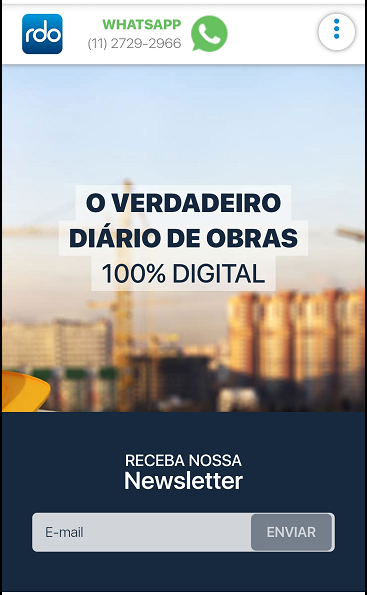 rdo
WHATSAPP
(11) 2729-2966
O VERDADEIRO
DIÁRIO DE OBRAS
100% DIGITAL
RECEBA NOSSA
Newsletter
E-mail
ENVIAR